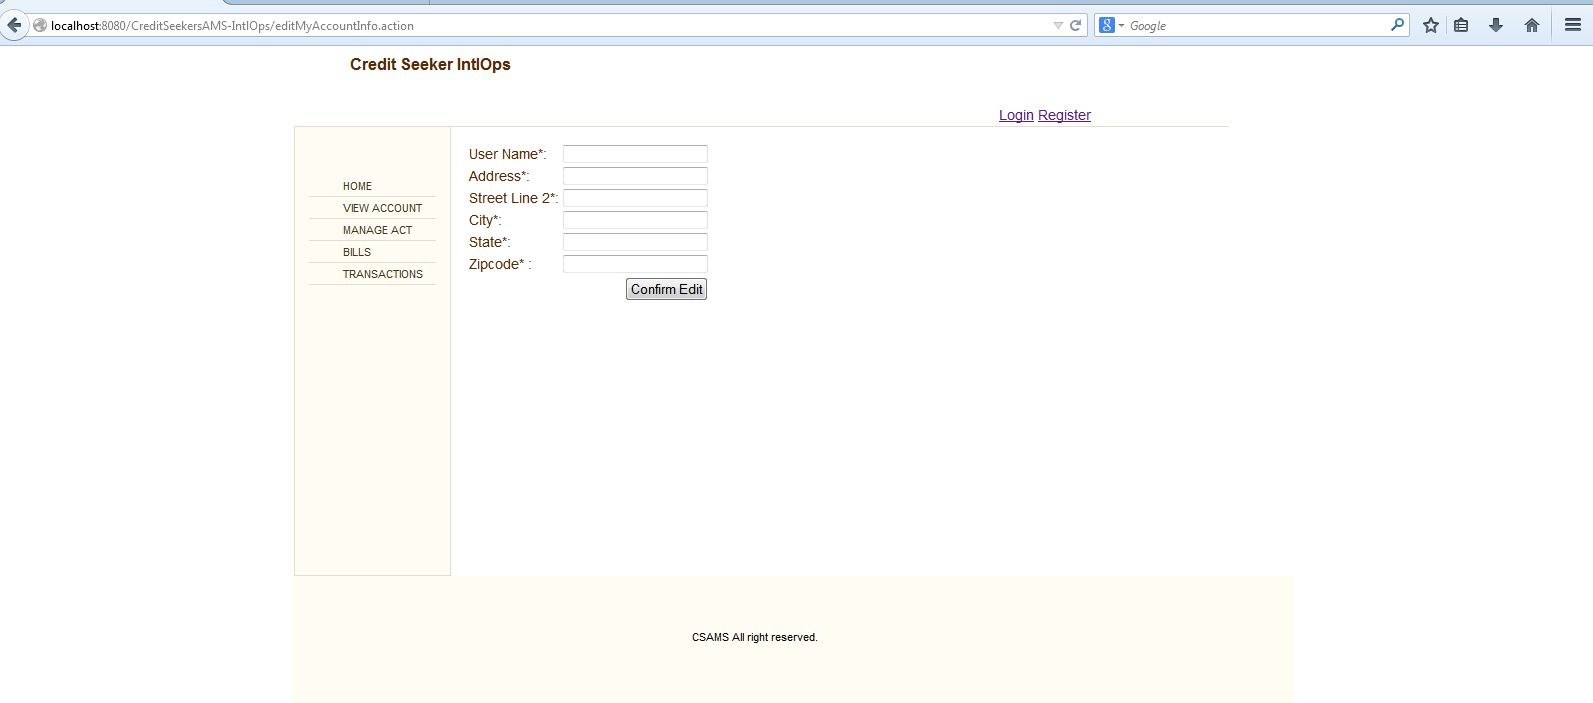 localhost:8080/CreditSeekersAMS-IntlOps/editMyAccountInfo.action
8 Google
Credit Seeker IntlOps
Login Register
HOME
VIEW ACCOUNT
MANAGE ACT
BILLS
TRANSACTIONS
User Name*:
Address*:
Street Line 2*:
City*:
State*:
Zipcode* :
Confirm Edit
CSAMS All right reserved.